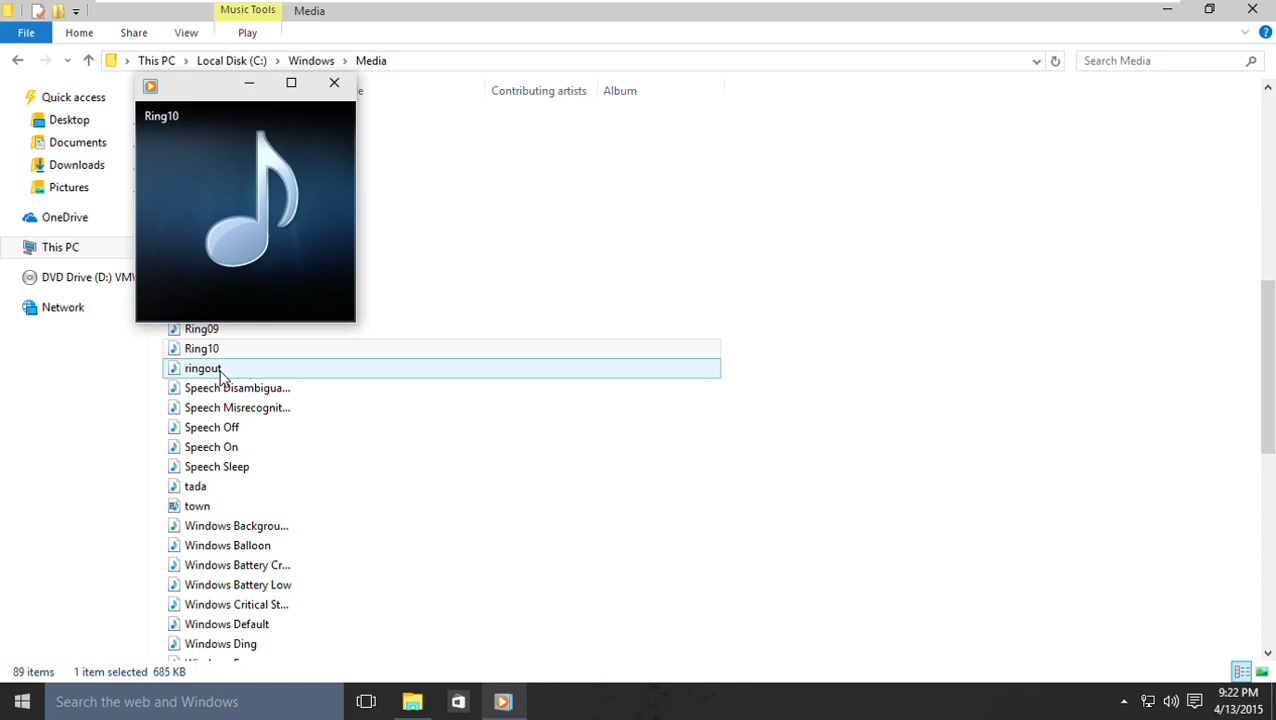 Music Tools
Media
File
Home
Share
View
Play
This PC
Local Disk (C:)
Windows
Media
Search Media
Contributing artists
Album
Quick access
Desktop
Documents
Downloads
Pictures
OneDrive
This PC
DVD Drive (D:) VM
Network
Ring10
Ring09
Ring10
ringout
Speech Disambigua...
Speech Misrecognit...
Speech Off
Speech On
Speech Sleep
tada
town
Windows Backgrou...
Windows Balloon
Windows Battery Cr...
Windows Battery Low
Windows Critical St...
Windows Default
Windows Ding
89 items
1 item selected 685 KB
Search the web and Windows
9:22 PM
4/13/2015